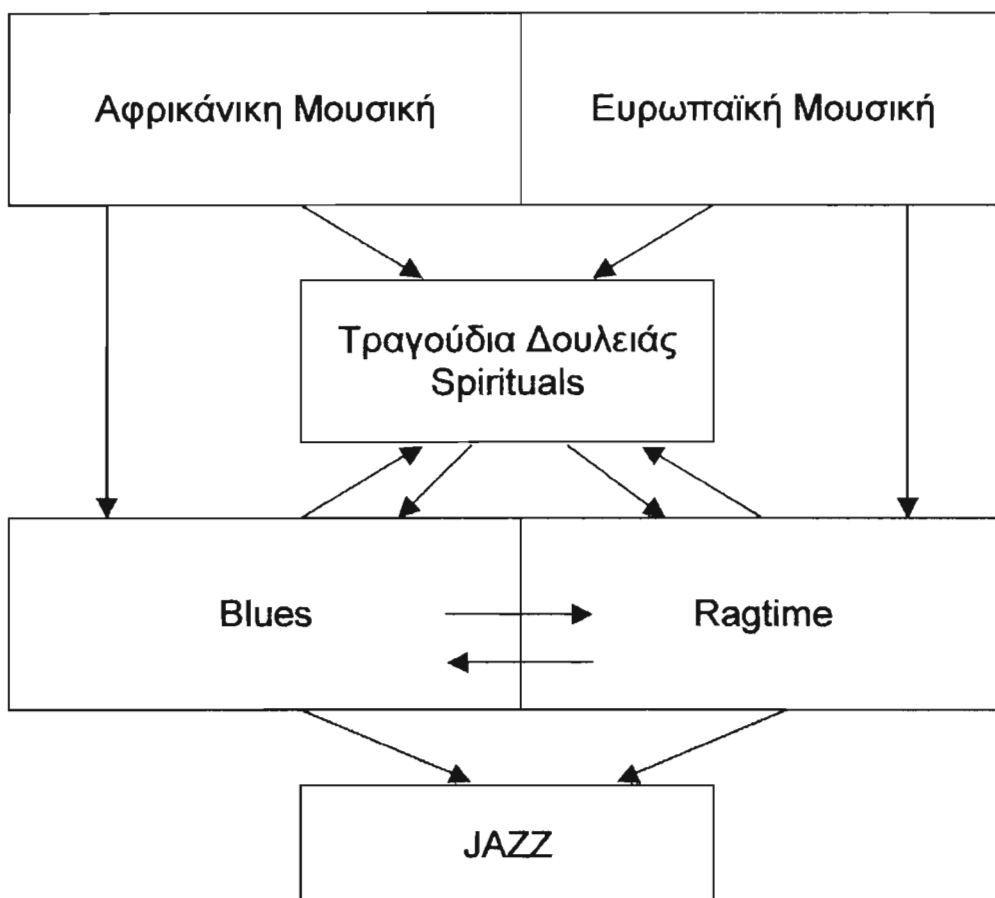 Αφρικάνικη Μουσική
Ευρωπαϊκή Μουσική
Τραγούδια Δουλειάς
Spirituals
Blues
Ragtime
JAZZ